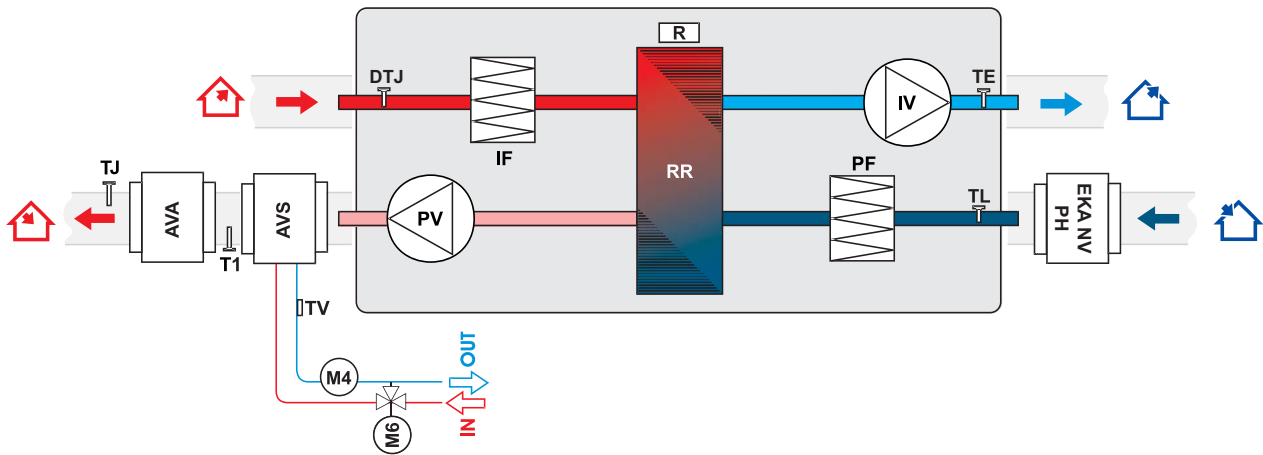 R
DTJ
TE
IV
IF
RR
PF
TJ
TL
AVA
AVS
PV
EKA NV
PH
T1
TV
OUT
M4
IN
M6